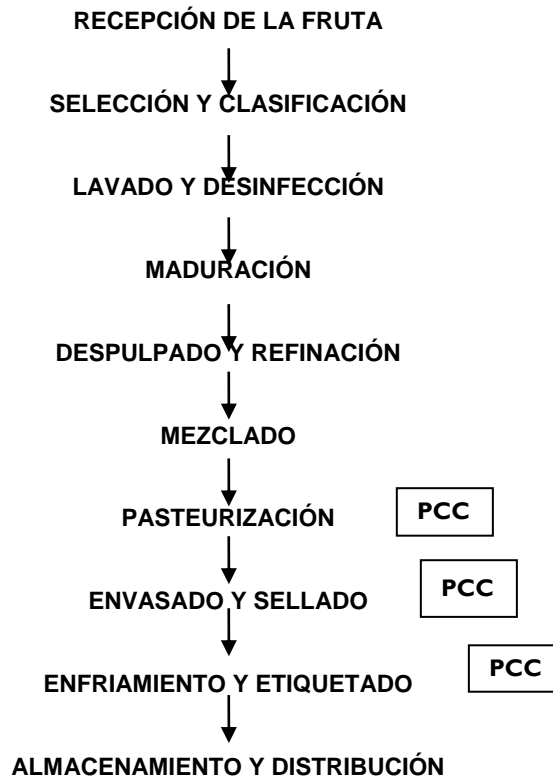 RECEPCIÓN DE LA FRUTA
SELECCIÓN Y CLASIFICACIÓN
LAVADO Y DESINFECCIÓN
MADURACIÓN
DESPULPADO Y REFINACIÓN
MEZCLADO
PASTEURIZACIÓN PCC
ENVASADO Y SELLADO PCC
ENFRIAMIENTO Y ETIQUETADO PCC
ALMACENAMIENTO Y DISTRIBUCIÓN